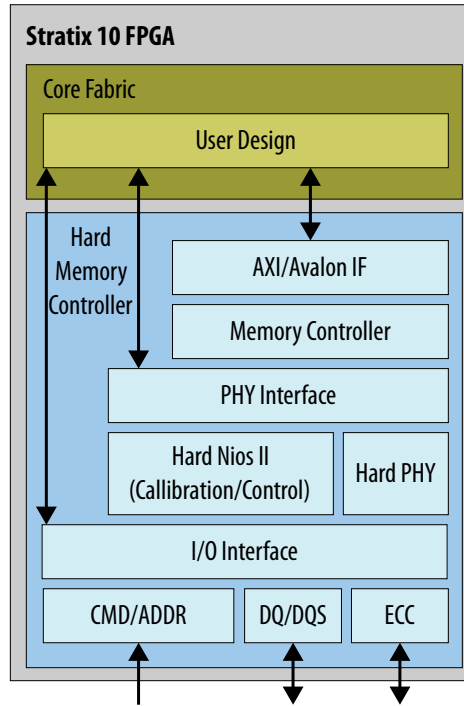 Stratix 10 FPGA
Core Fabric
User Design
Hard
Memory
Controller
AXI/Avalon IF
Memory Controller
PHY Interface
Hard Nios II
(Callibration/Control)
Hard PHY
I/O Interface
CMD/ADDR
DQ/DQS
ECC